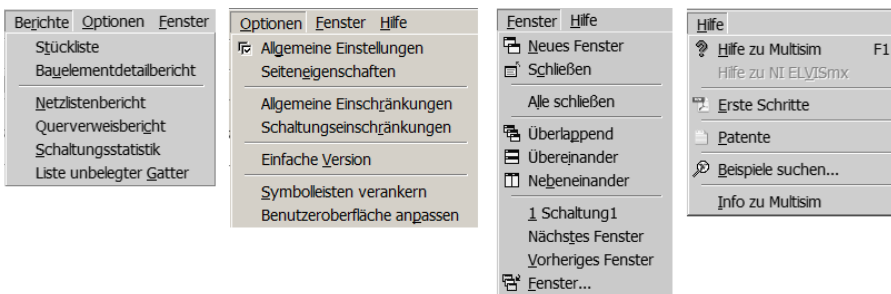 Berichte Optionen Fenster
Stückliste
Bauelementdetailbericht
Netzlistenbericht
Querverweisbericht
Schaltungsstatistik
Liste unbelegter Gatter
Optionen Fenster Hilfe
Allgemeine Einstellungen
Seiteneigenschaften
Allgemeine Einschränkungen
Schaltungseinschränkungen
Einfache Version
Symbolleisten verankern
Benutzeroberfläche anpassen
Fenster Hilfe
Neues Fenster
Schließen
Alle schließen
Überlappend
Übereinander
Nebeneinander
1 Schaltung1
Nächstes Fenster
Vorheriges Fenster
Fenster...
Hilfe
Hilfe zu Multisim F1
Hilfe zu NI ELVISmx
Erste Schritte
Patente
Beispiele suchen...
Info zu Multisim